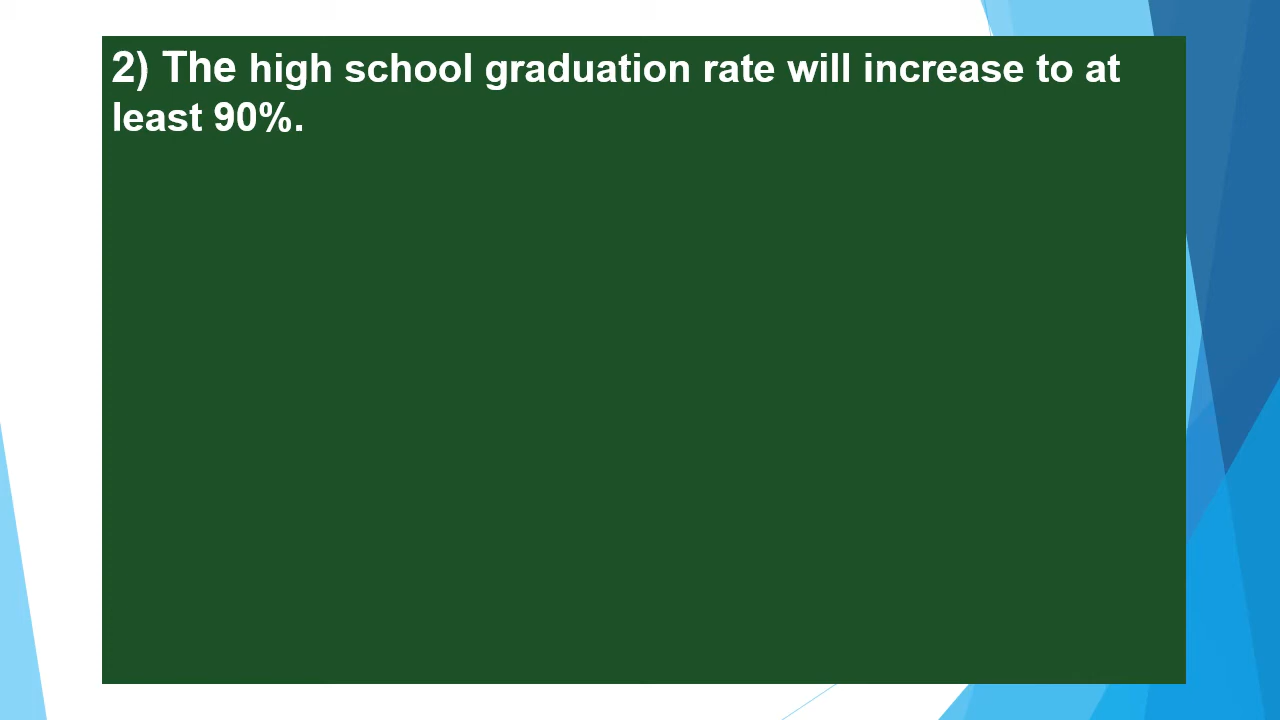 2) The high school graduation rate will increase to at
least 90%.